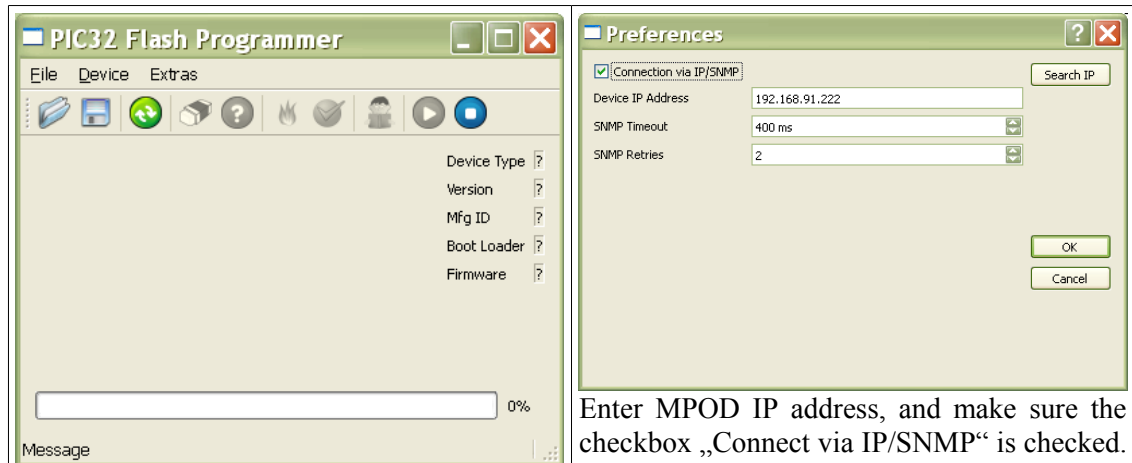 PIC32 Flash Programmer
File Device Extras
Device Type ?
Version ?
Mfg ID ?
Boot Loader ?
Firmware ?
0%
Message
Preferences
Connection via IP/SNMP
Search IP
Device IP Address 192.168.91.222
SNMP Timeout 400 ms
SNMP Retries 2
OK
Cancel
Enter MPOD IP address, and make sure the
checkbox „Connect via IP/SNMP“ is checked.